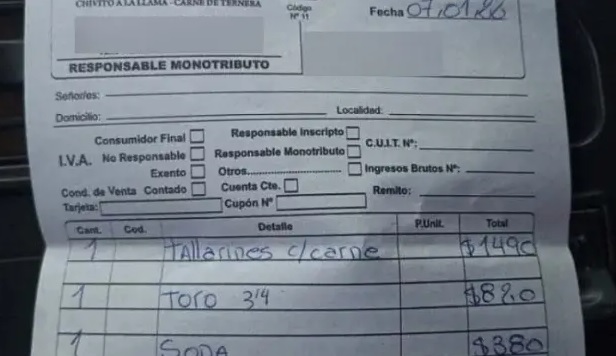 CHIVITO A LA LLAMA - CARNE DE TERNERA
Código
Nº 11
Fecha 07.01.26
RESPONSABLE MONOTRIBUTO
Señor/es:
Domicilio: Localidad:
Consumidor Final Responsable Inscripto C.U.I.T. Nº:
I.V.A. No Responsable Responsable Monotributo
Exento Otros Ingresos Brutos Nº:
Cond. de Venta Contado Cuenta Cte. Remito:
Tarjeta: Cupón Nº
Cant. Cod. Detalle P.Unit. Total
1 tallarines c/carne $1490
1 Toro 3/4 $820
1 SODA $380